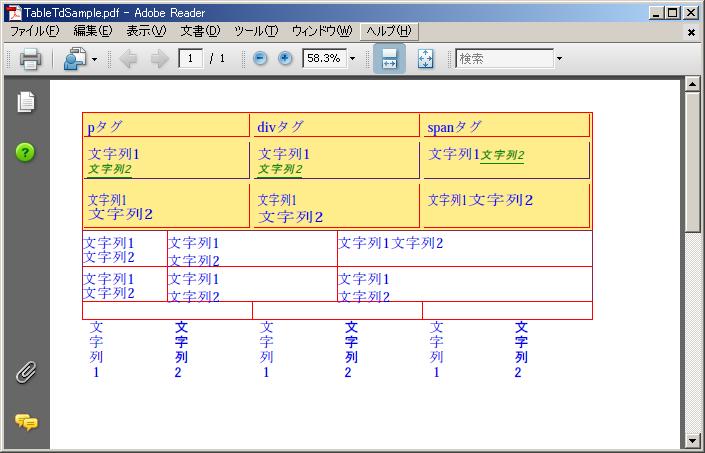 TableTdSample.pdf - Adobe Reader
ファイル(F) 編集(E) 表示(V) 文書(D) ツール(T) ウィンドウ(W) ヘルプ(H)
1 / 1 58.3% 検索
pタグ divタグ spanタグ
文字列1 文字列1 文字列1文字列2
文字列2 文字列2
文字列1 文字列1 文字列1文字列2
文字列2 文字列2
文字列1 文字列1 文字列1文字列2
文字列2 文字列2
文字列1 文字列1 文字列1
文字列2 文字列2 文字列2
文字列1 文字列2 文字列1 文字列2 文字列1 文字列2